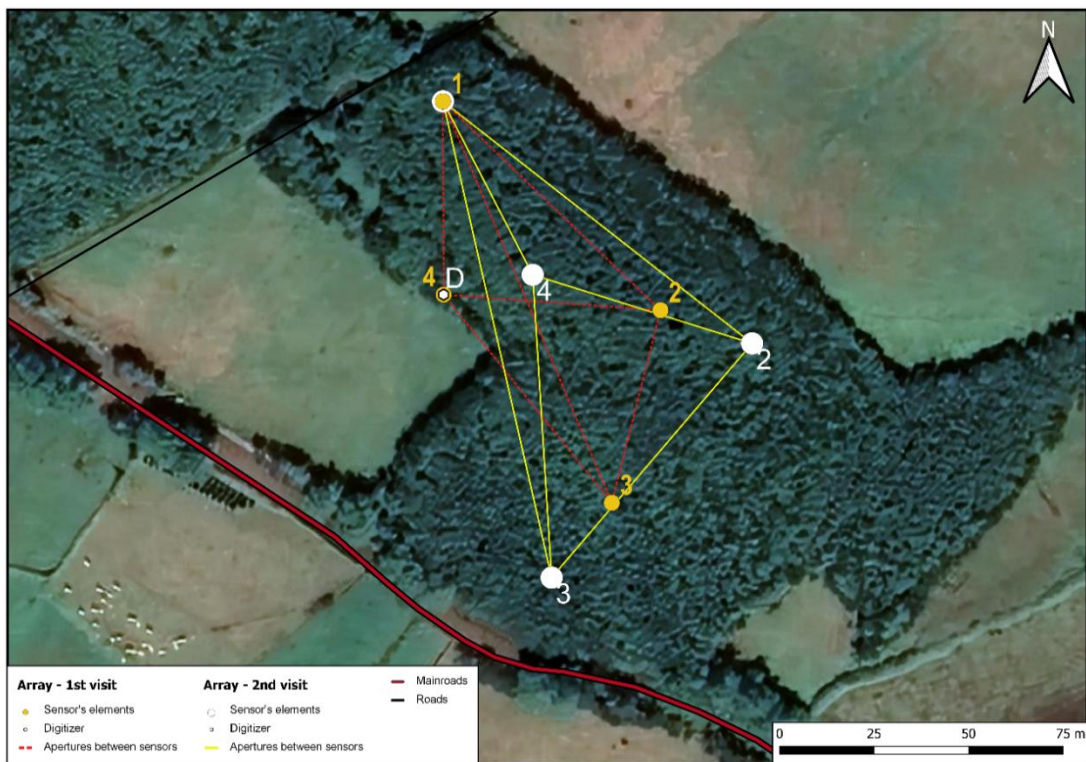 N
1
4
D
4
2
2
3
3
Array - 1st visit
Sensor's elements
Digitizer
Apertures between sensors
Array - 2nd visit
Sensor's elements
Digitizer
Apertures between sensors
Mainroads
Roads
0 25 50 75 m